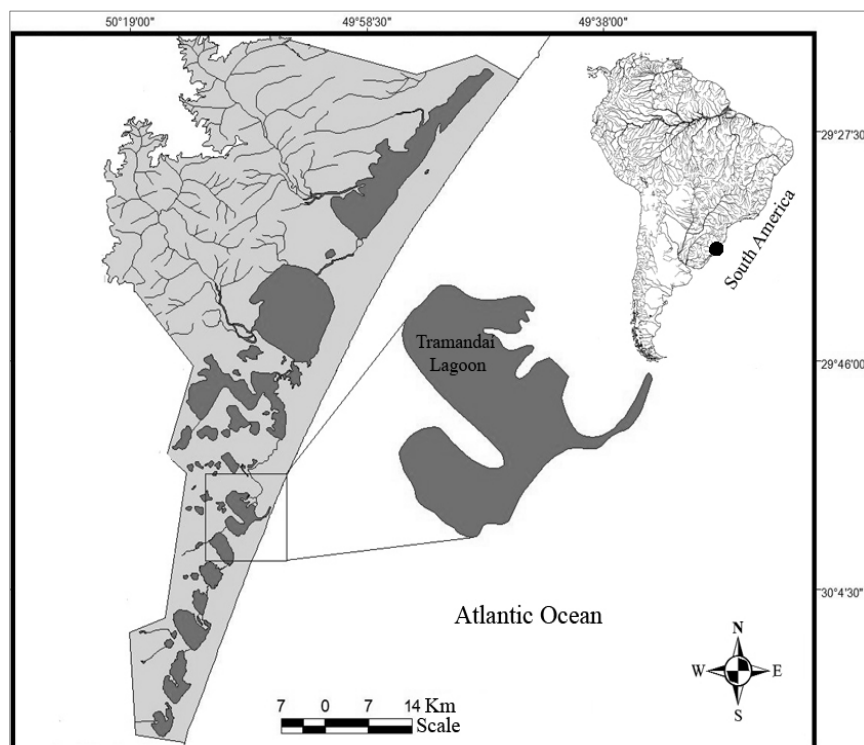 50°19'00" 49°58'30" 49°38'00"
29°27'30"
South America
Tramandai
Lagoon
29°46'00"
30°4'30"
Atlantic Ocean
N
W E
S
7 0 7 14 Km
Scale